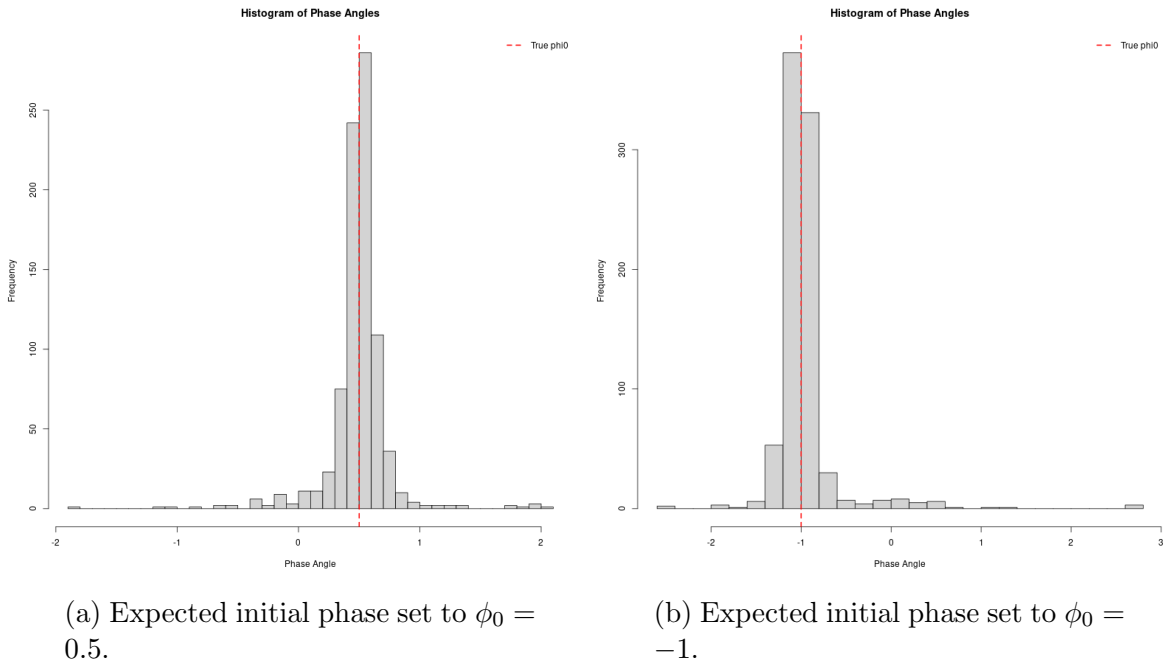 Histogram of Phase Angles
True phi0
Frequency
250
200
150
100
50
0
-2
-1
0
1
2
Phase Angle
(a) Expected initial phase set to ϕ₀ =
0.5.
Histogram of Phase Angles
True phi0
Frequency
300
200
100
0
-2
-1
0
1
2
3
Phase Angle
(b) Expected initial phase set to ϕ₀ =
−1.